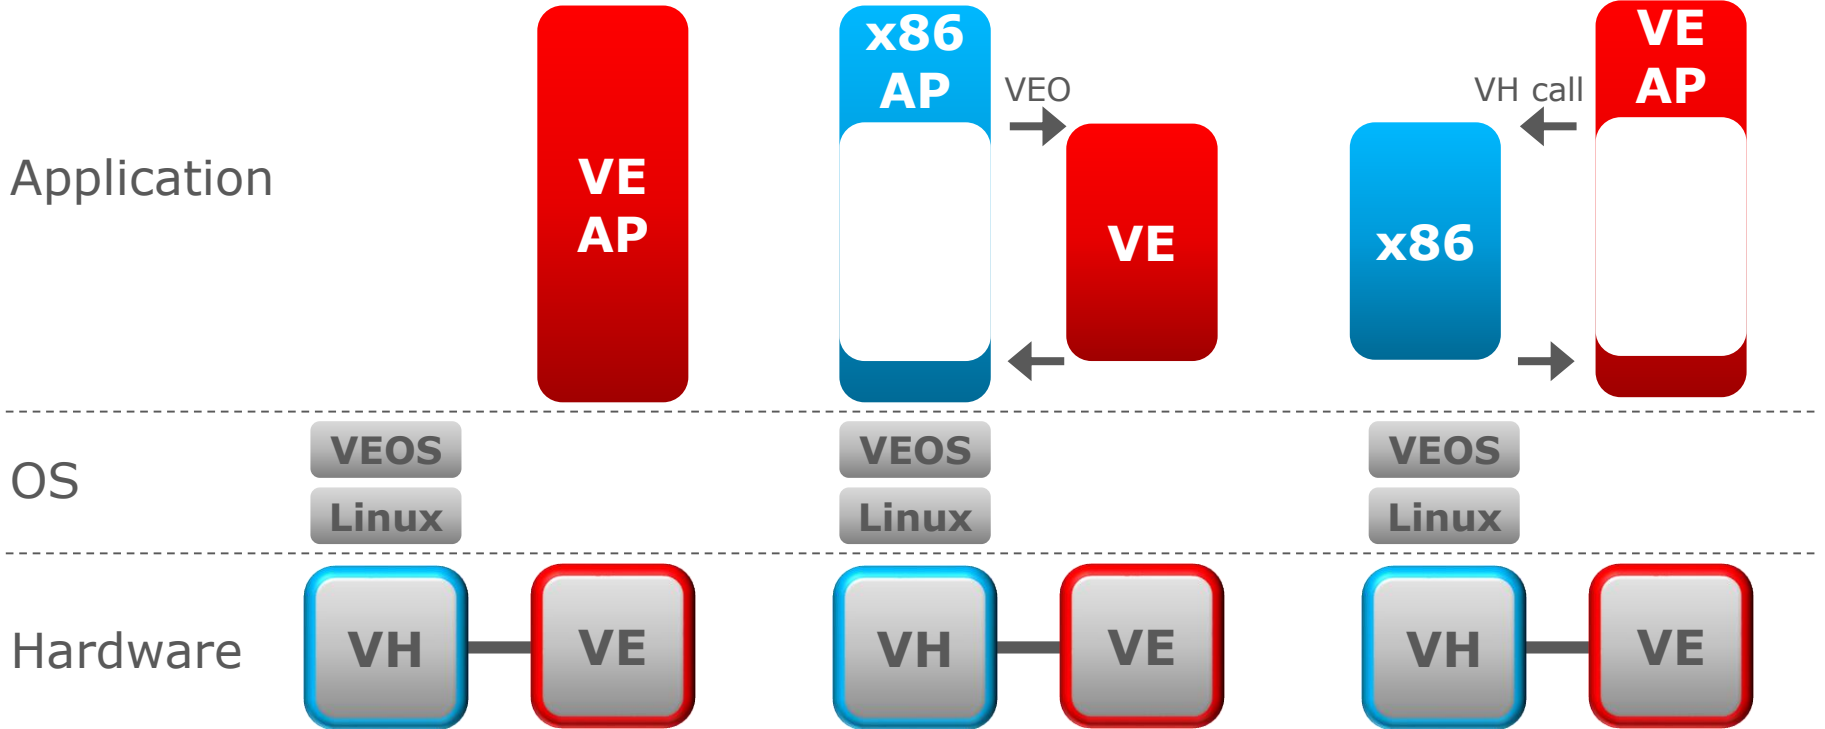 Application
VE
AP
x86
AP
VEO
VE
VH call
x86
VE
AP
OS
VEOS
Linux
VEOS
Linux
VEOS
Linux
Hardware
VH
VE
VH
VE
VH
VE